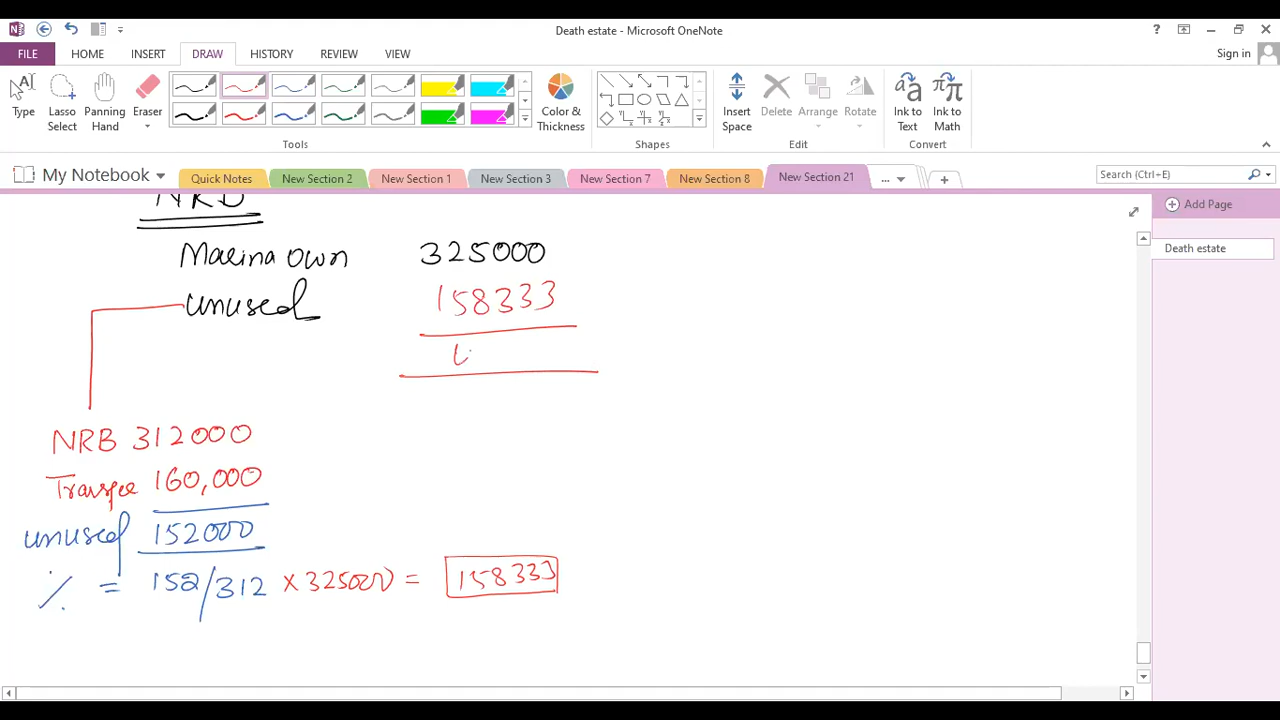 Death estate - Microsoft OneNote
Sign in
FILE HOME INSERT DRAW HISTORY REVIEW VIEW
Type Lasso Select Panning Hand Eraser Color & Thickness Insert Space Delete Arrange Rotate Ink to Text Ink to Math
Tools Shapes Edit Convert
My Notebook Quick Notes New Section 2 New Section 1 New Section 3 New Section 7 New Section 8 New Section 21 ... Search (Ctrl+E)
Add Page
Death estate
NRB
Marina own 325000
unused 158333
NRB 312000
Transfee 160,000
unused 152000
% = 152/312 x 325000 = 158333